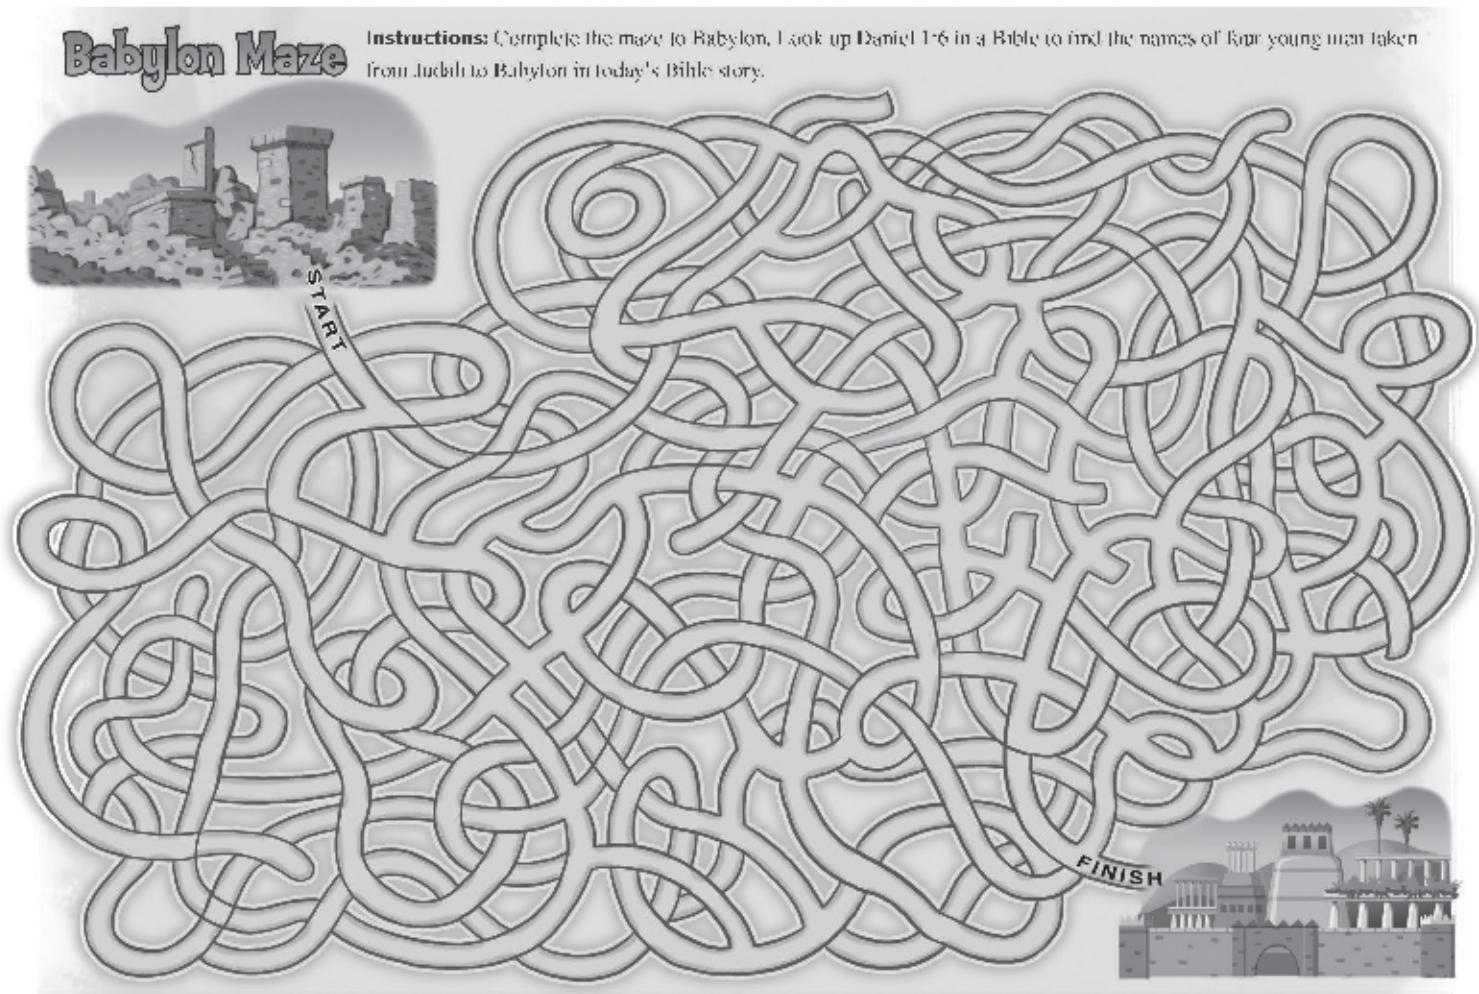 Babylon Maze
Instructions: Complete the maze to Babylon. Look up Daniel 1:6 in a Bible to find the names of four young men taken
from Judah to Babylon in today's Bible story.
START
FINISH